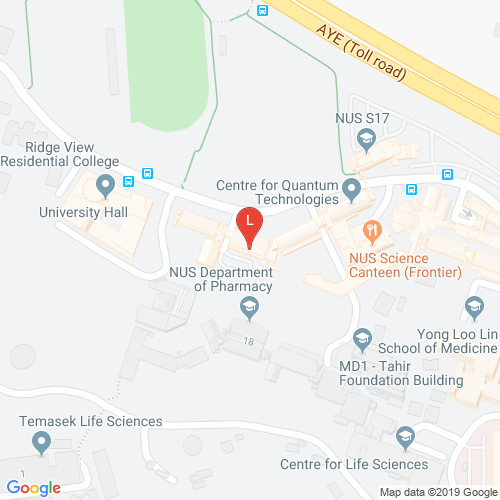 AYE (Toll road)
NUS S17
Ridge View
Residential College
Centre for Quantum
Technologies
University Hall
L
NUS Science
Canteen (Frontier)
NUS Department
of Pharmacy
18
Yong Loo Lin
School of Medicine
MD1 - Tahir
Foundation Building
Temasek Life Sciences
1
Centre for Life Sciences
Google
Map data ©2019 Google